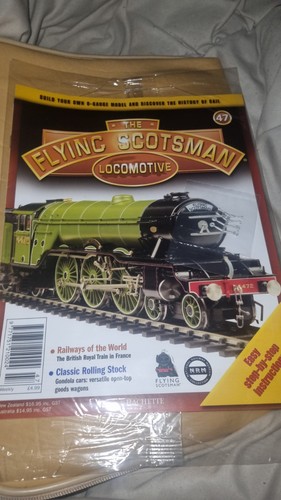 BUILD YOUR OWN O-GAUGE MODEL AND DISCOVER THE HISTORY OF RAIL
47
THE
FLYING SCOTSMAN
LOCOMOTIVE
• Railways of the World
The British Royal Train in France
• Classic Rolling Stock
Gondola cars: versatile open-top
goods wagons
FLYING
SCOTSMAN
NRM
Easy
step-by-step
instructions
HACHETTE